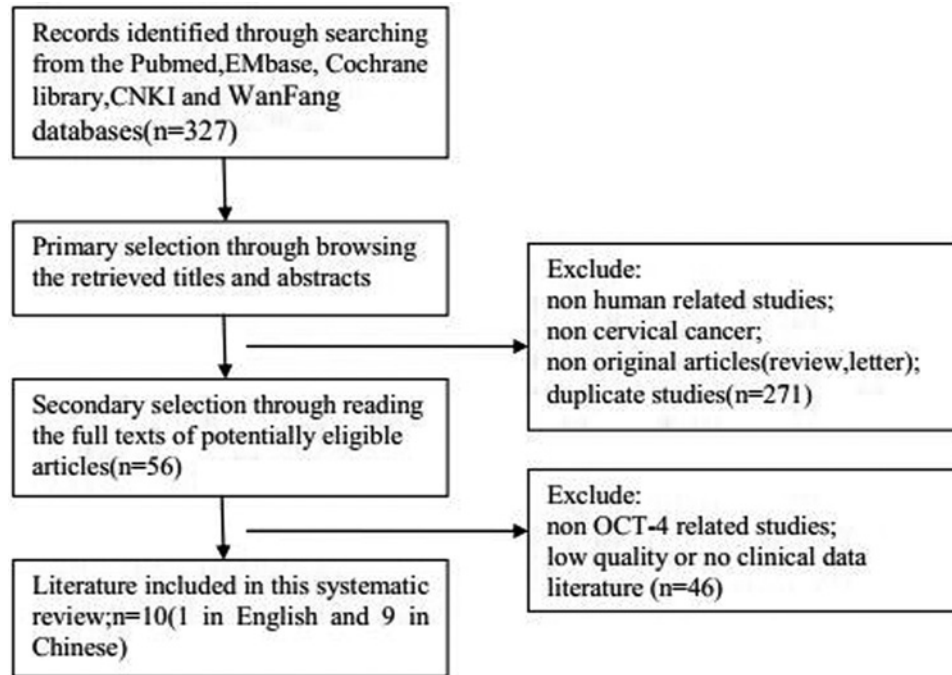 Records identified through searching
from the Pubmed,EMbase, Cochrane
library,CNKI and WanFang
databases(n=327)
Primary selection through browsing
the retrieved titles and abstracts
Exclude:
non human related studies;
non cervical cancer;
non original articles(review,letter);
duplicate studies(n=271)
Secondary selection through reading
the full texts of potentially eligible
articles(n=56)
Exclude:
non OCT-4 related studies;
low quality or no clinical data
literature (n=46)
Literature included in this systematic
review;n=10(1 in English and 9 in
Chinese)